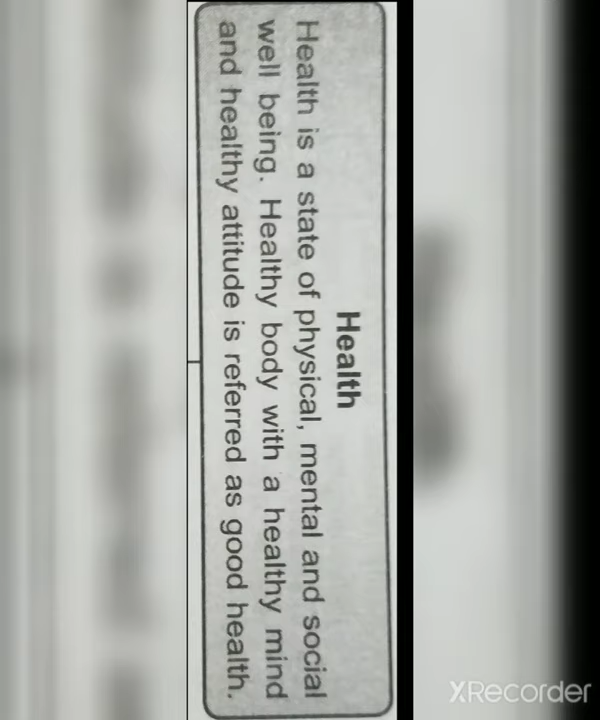 Health
Health is a state of physical, mental and social
well being. Healthy body with a healthy mind
and healthy attitude is referred as good health.
XRecorder